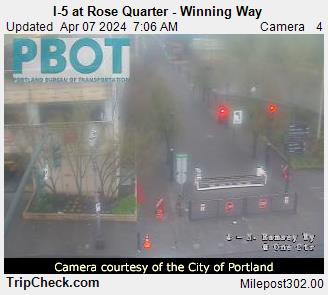 I-5 at Rose Quarter - Winning Way
Updated Apr 07 2024 7:06 AM Camera 4
PBOT
PORTLAND BUREAU OF TRANSPORTATION
Camera courtesy of the City of Portland
TripCheck.com Milepost302.00